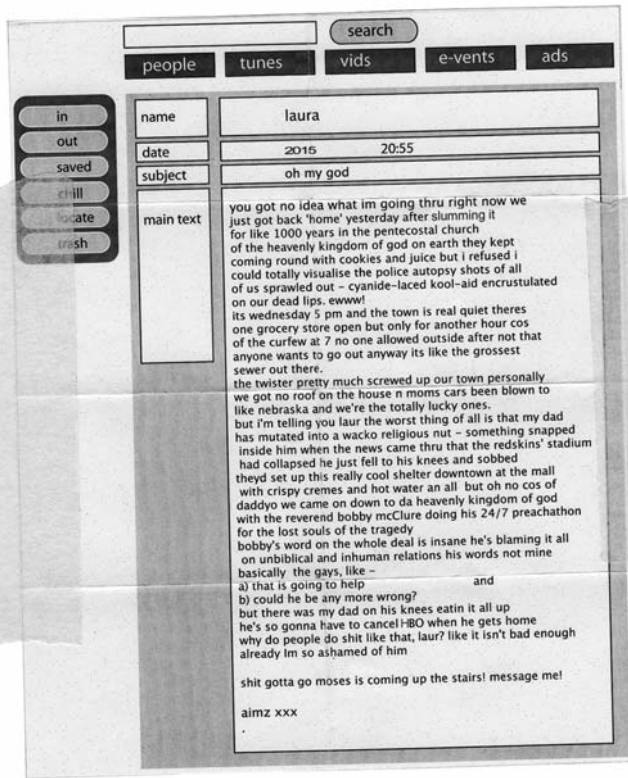 search
people tunes vids e-vents ads
in
out
saved
chill
locate
trash
name laura
date 2015 20:55
subject oh my god
main text
you got no idea what im going thru right now we
just got back 'home' yesterday after slumming it
for like 1000 years in the pentecostal church
of the heavenly kingdom of god on earth they kept
coming round with cookies and juice but i refused i
could totally visualise the police autopsy shots of all
of us sprawled out – cyanide-laced kool-aid encrustulated
on our dead lips. ewww!
its wednesday 5 pm and the town is real quiet theres
one grocery store open but only for another hour cos
of the curfew at 7 no one allowed outside after not that
anyone wants to go out anyway its like the grossest
sewer out there.
the twister pretty much screwed up our town personally
we got no roof on the house n moms cars been blown to
like nebraska and we're the totally lucky ones.
but i'm telling you laur the worst thing of all is that my dad
has mutated into a wacko religious nut – something snapped
inside him when the news came thru that the redskins' stadium
had collapsed he just fell to his knees and sobbed
theyd set up this really cool shelter downtown at the mall
with crispy cremes and hot water an all but oh no cos of
daddyo we came on down to da heavenly kingdom of god
with the reverend bobby mcClure doing his 24/7 preachathon
for the lost souls of the tragedy
bobby's word on the whole deal is insane he's blaming it all
on unbiblical and inhuman relations his words not mine
basically the gays, like –
a) that is going to help and
b) could he be any more wrong?
but there was my dad on his knees eatin it all up
he's so gonna have to cancel HBO when he gets home
why do people do shit like that, laur? like it isn't bad enough
already Im so ashamed of him
shit gotta go moses is coming up the stairs! message me!
aimz xxx
.